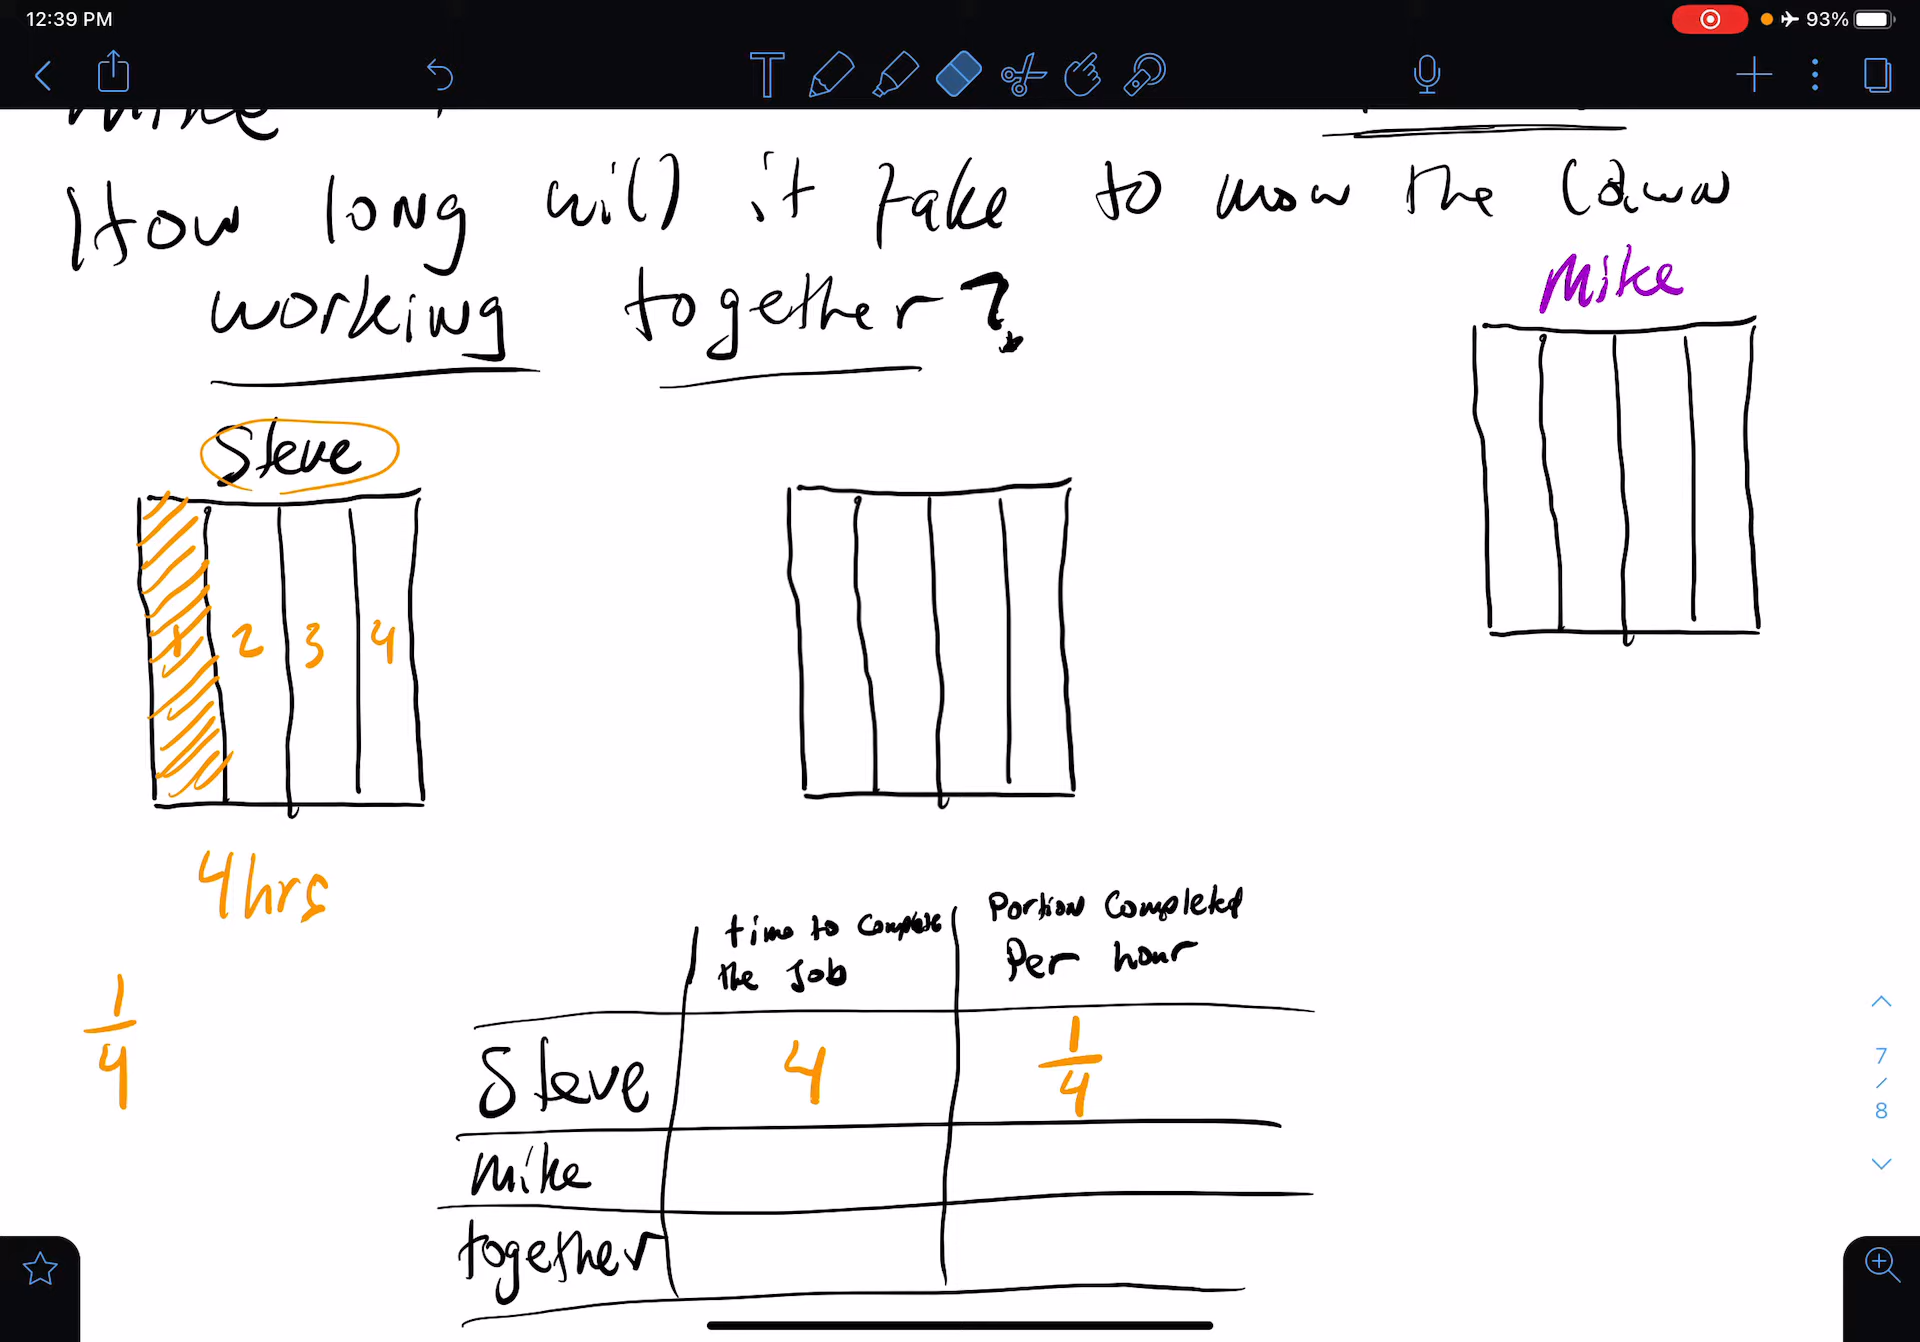 12:39 PM
93%
T
Mike
How long will it take to mow the lawn
working together?
Mike
Steve
1 2 3 4
4hrs
time to complete
the Job
Portion Completed
Per hour
1/4
Steve 4 1/4
Mike
together
7
/
8